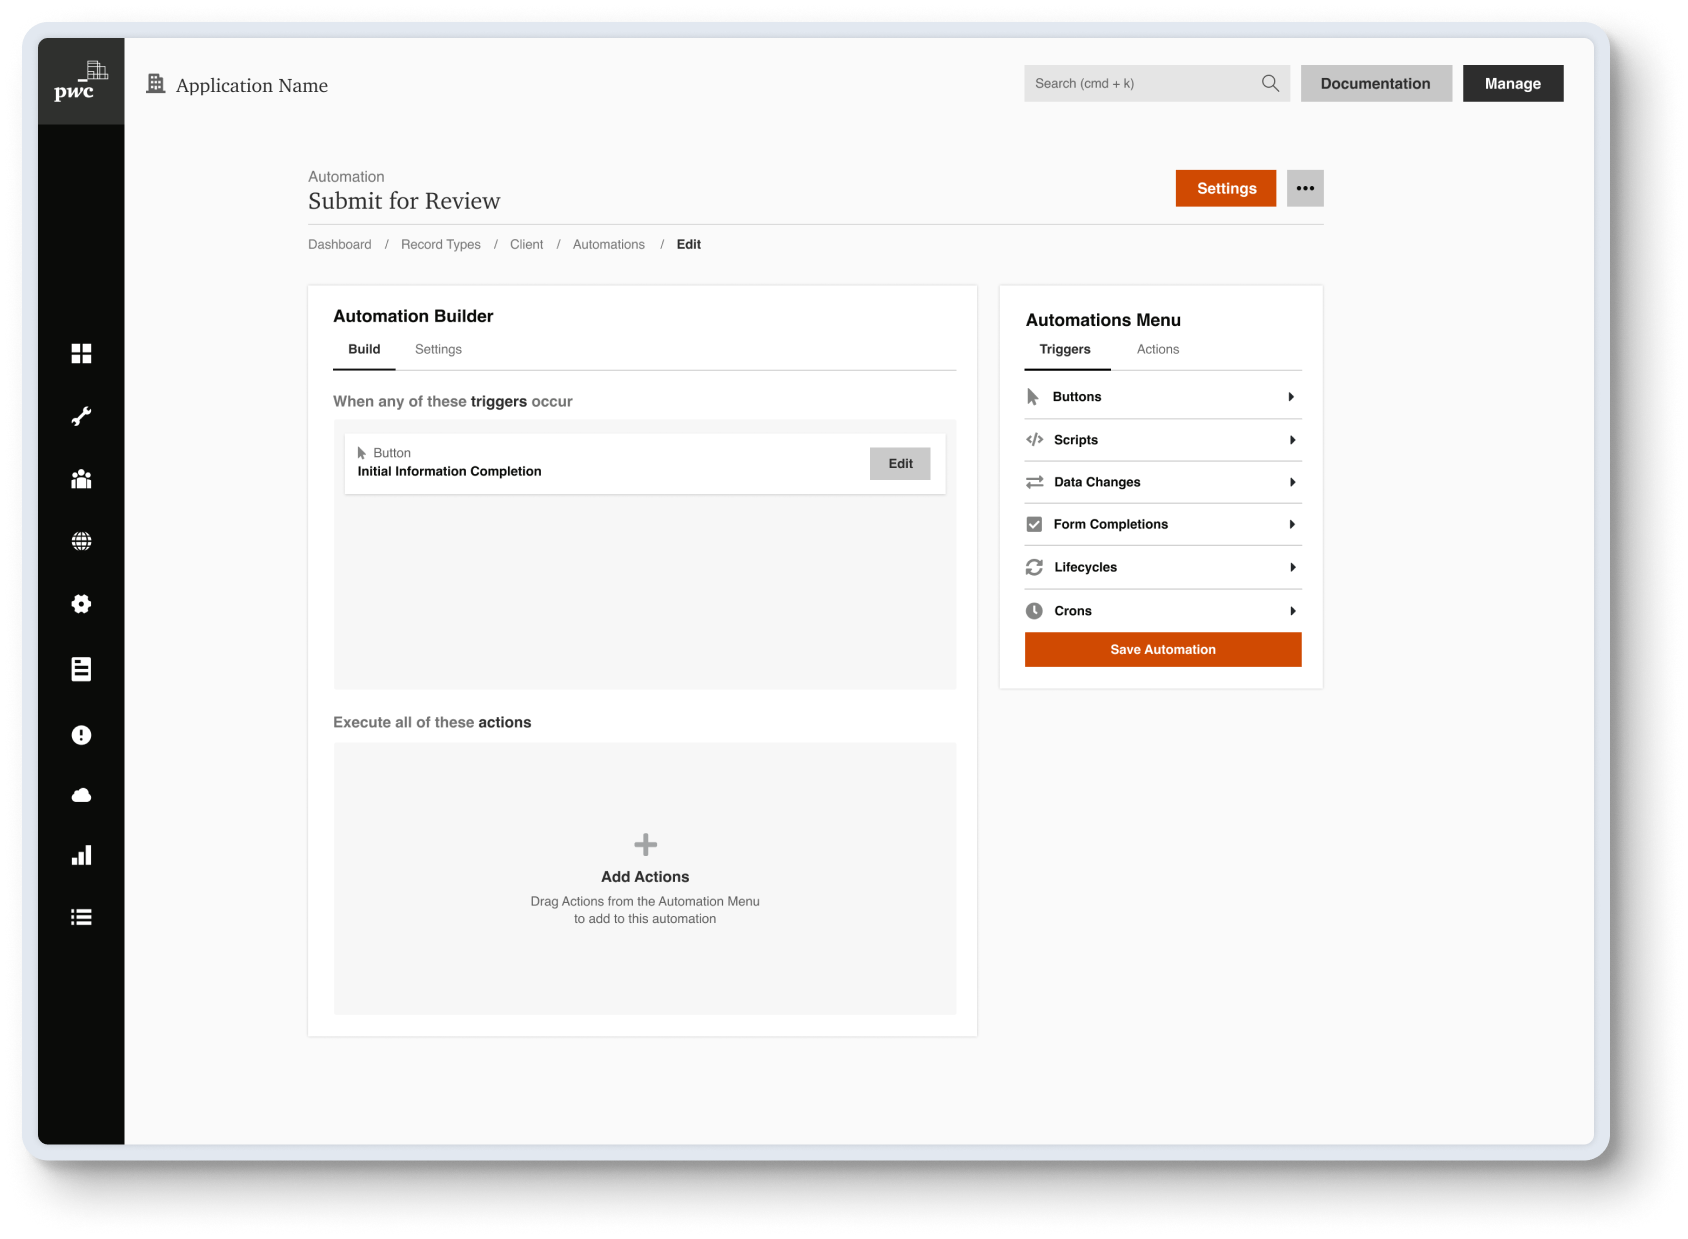 pwc
Application Name
Search (cmd + k)
Documentation
Manage
Automation
Submit for Review
Settings
Dashboard / Record Types / Client / Automations / Edit
Automation Builder
Build
Settings
When any of these triggers occur
Button
Initial Information Completion
Edit
Execute all of these actions
Add Actions
Drag Actions from the Automation Menu
to add to this automation
Automations Menu
Triggers
Actions
Buttons
Scripts
Data Changes
Form Completions
Lifecycles
Crons
Save Automation